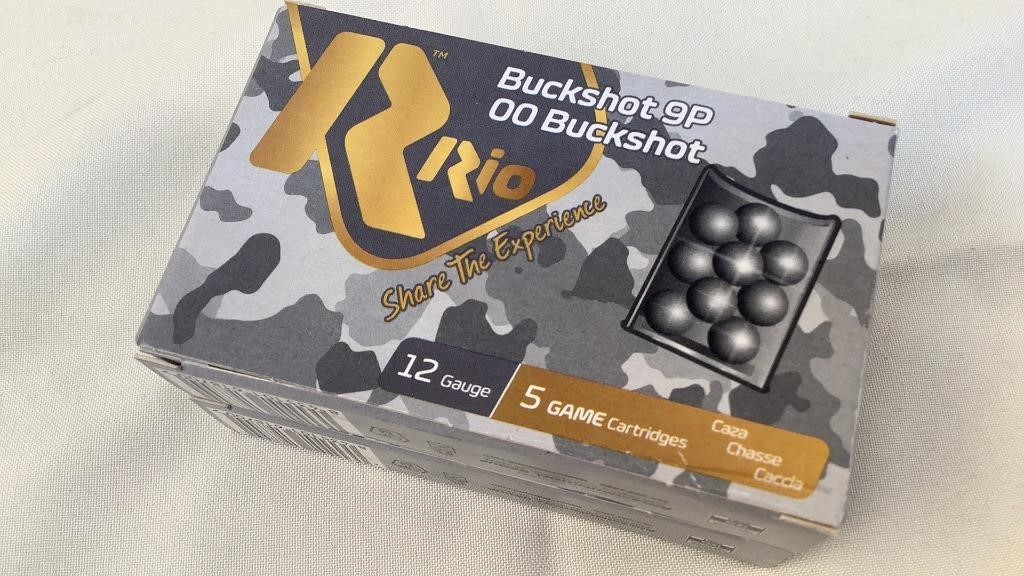 TM
Rio
Share The Experience
Buckshot 9P
00 Buckshot
12 Gauge
5 GAME Cartridges
Caza
Chasse
Caccia